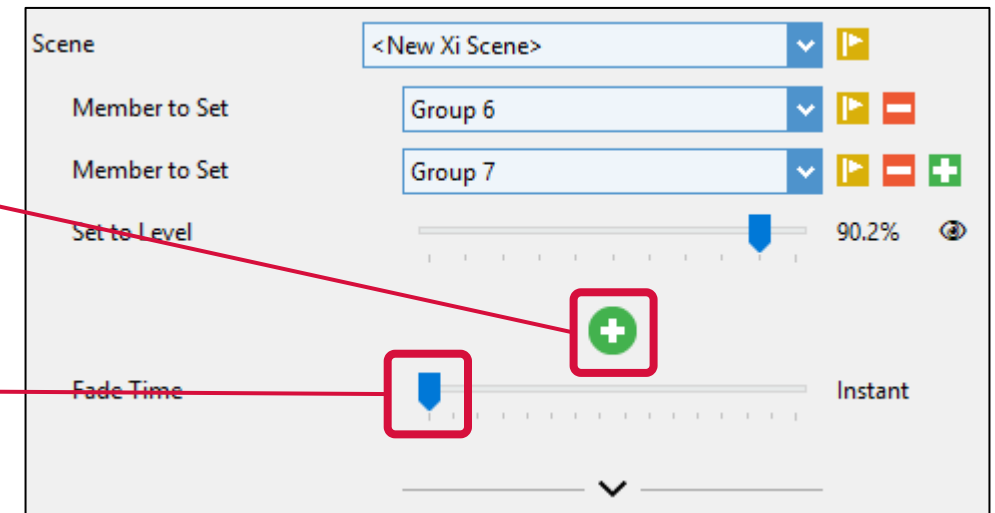 Scene <New Xi Scene>
Member to Set Group 6
Member to Set Group 7
Set to Level 90.2%
Fade Time Instant